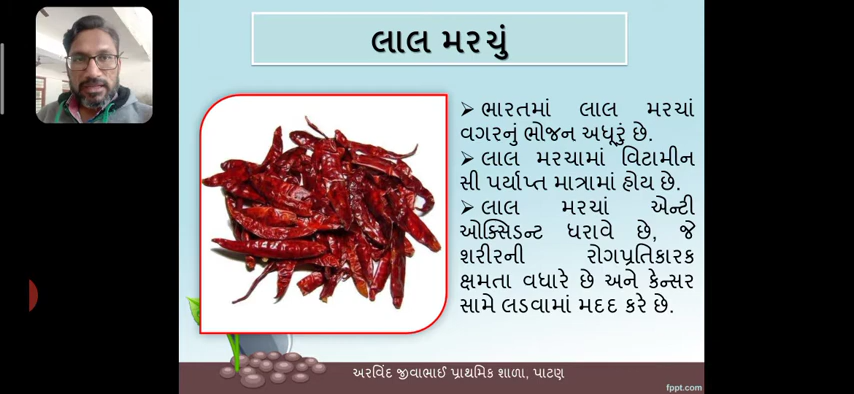 લાલ મરચું
➢ ભારતમાં લાલ મરચાં
વગરનું ભોજન અધૂરું છે.
➢ લાલ મરચામાં વિટામીન
સી પર્યાપ્ત માત્રામાં હોય છે.
➢ લાલ મરચાં એન્ટી
ઓક્સિડન્ટ ધરાવે છે, જે
શરીરની રોગપ્રતિકારક
ક્ષમતા વધારે છે અને કેન્સર
સામે લડવામાં મદદ કરે છે.
અરવિંદ જીવાભાઈ પ્રાથમિક શાળા, પાટણ
fppt.com